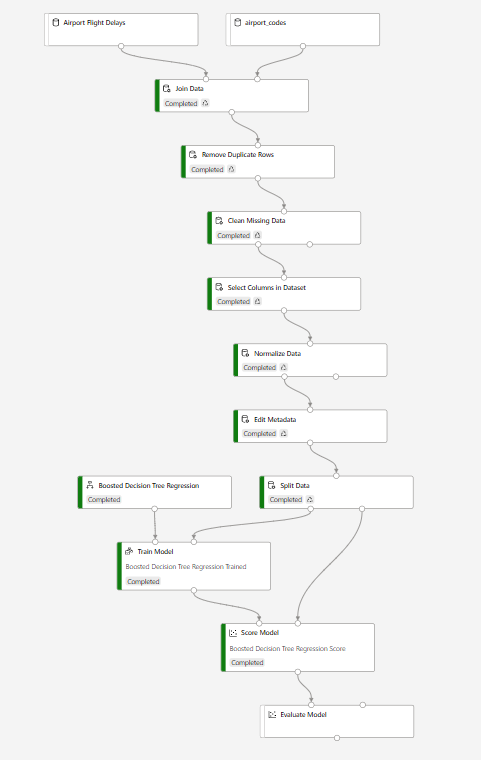 Airport Flight Delays
airport_codes
Join Data
Completed
Remove Duplicate Rows
Completed
Clean Missing Data
Completed
Select Columns in Dataset
Completed
Normalize Data
Completed
Edit Metadata
Completed
Boosted Decision Tree Regression
Completed
Split Data
Completed
Train Model
Boosted Decision Tree Regression Trained
Completed
Score Model
Boosted Decision Tree Regression Score
Completed
Evaluate Model